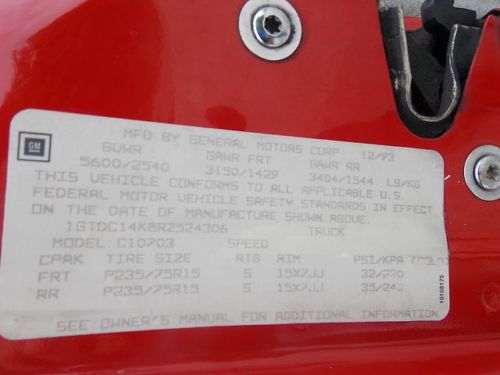 GM
MFD BY GENERAL MOTORS CORP 12/93
GVWR GAWR FRT GAWR RR
5600/2540 3150/1429 3404/1544 LB/KG
THIS VEHICLE CONFORMS TO ALL APPLICABLE U.S.
FEDERAL MOTOR VEHICLE SAFETY STANDARDS IN EFFECT
ON THE DATE OF MANUFACTURE SHOWN ABOVE.
1GTDC14K8RZ524306 TRUCK
MODEL: C10703 SPEED
CPAK TIRE SIZE RTG RIM PSI/KPA (COLD)
FRT P235/75R15 S 15X7JJ 32/220
RR P235/75R15 S 15X7JJ 35/240
SEE OWNER'S MANUAL FOR ADDITIONAL INFORMATION
10108175